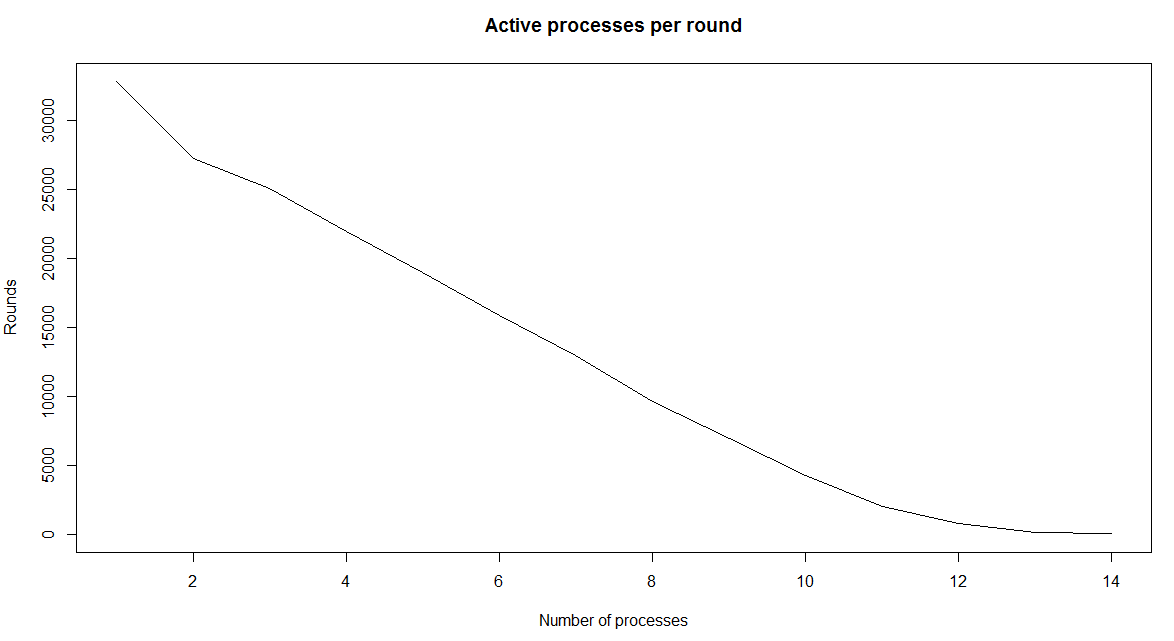 Active processes per round
Rounds
30000
25000
20000
15000
10000
5000
0
2 4 6 8 10 12 14
Number of processes